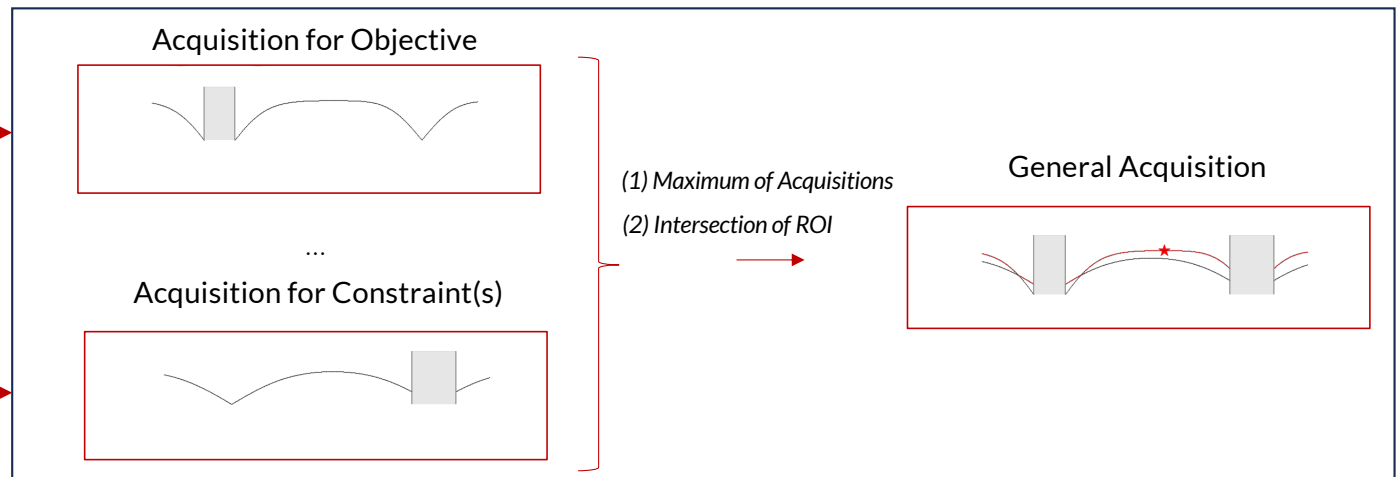 Acquisition for Objective
...
Acquisition for Constraint(s)
(1) Maximum of Acquisitions
(2) Intersection of ROI
General Acquisition